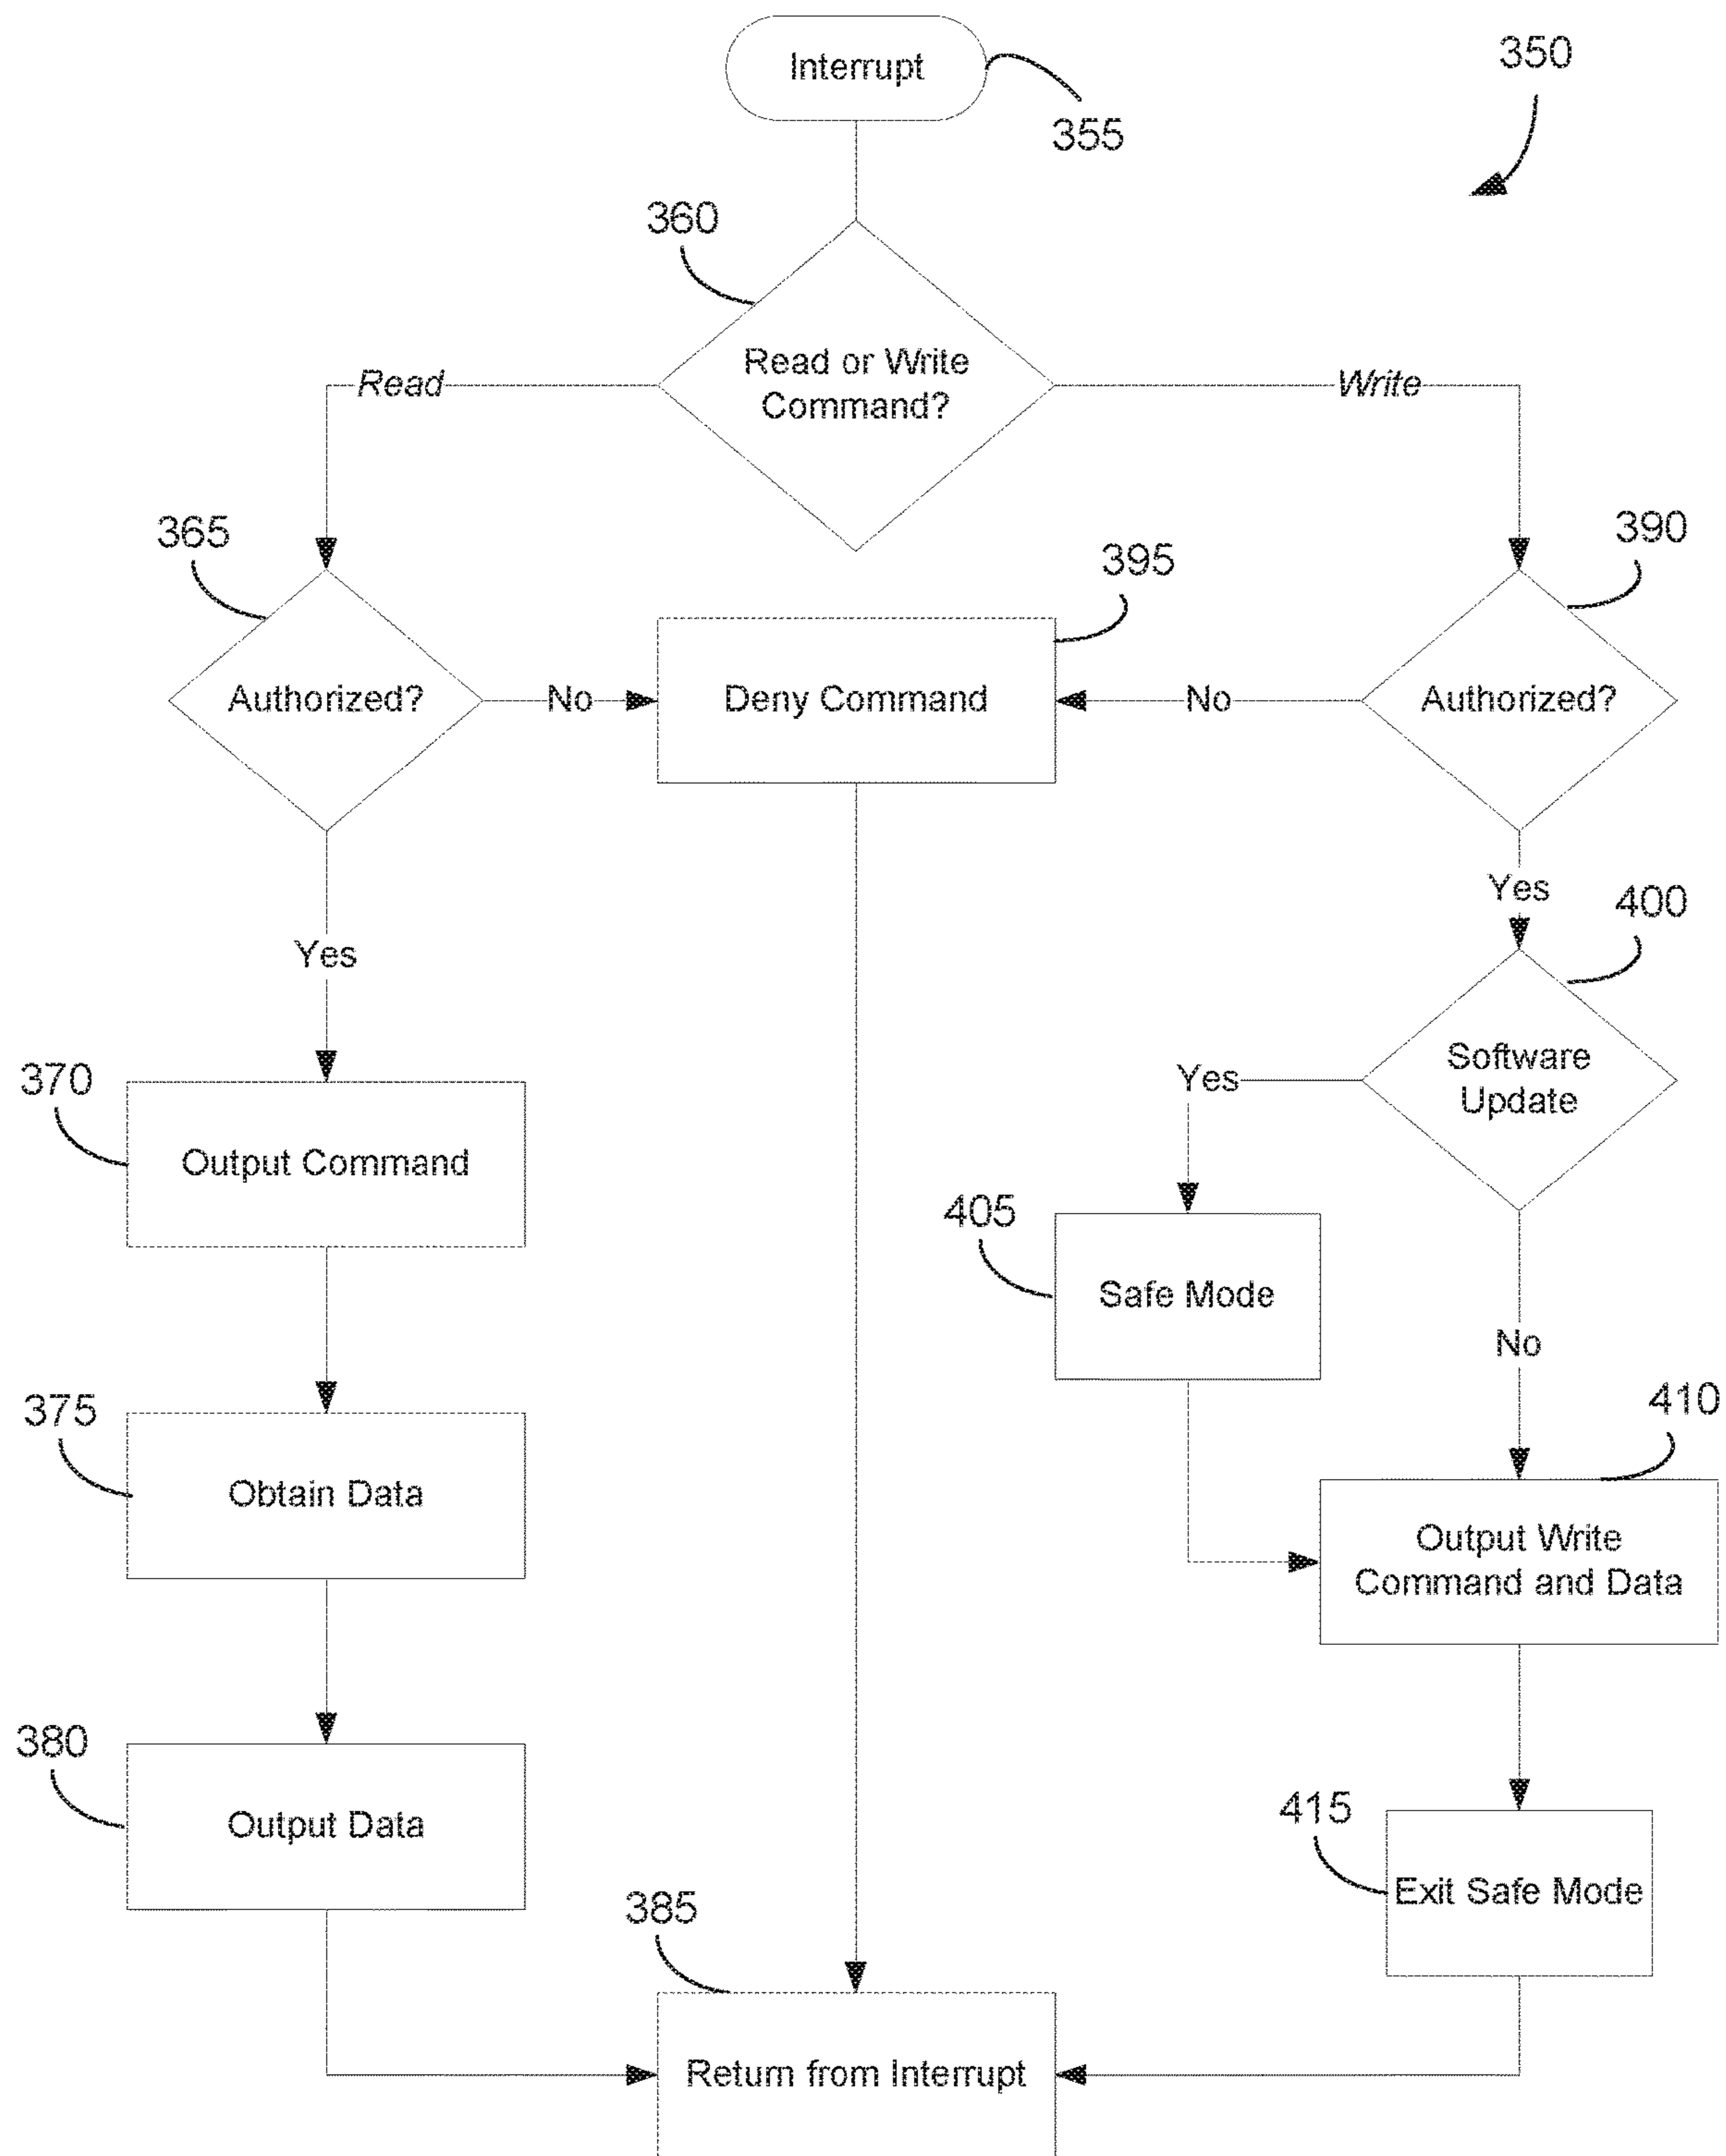 Interrupt
350
355
360
Read or Write
Command?
Read
Write
365
390
395
Authorized?
No
Deny Command
No
Authorized?
Yes
400
Yes
Software
Update
370
Yes
Output Command
405
Safe Mode
No
375
410
Obtain Data
Output Write
Command and Data
380
Output Data
415
Exit Safe Mode
385
Return from Interrupt